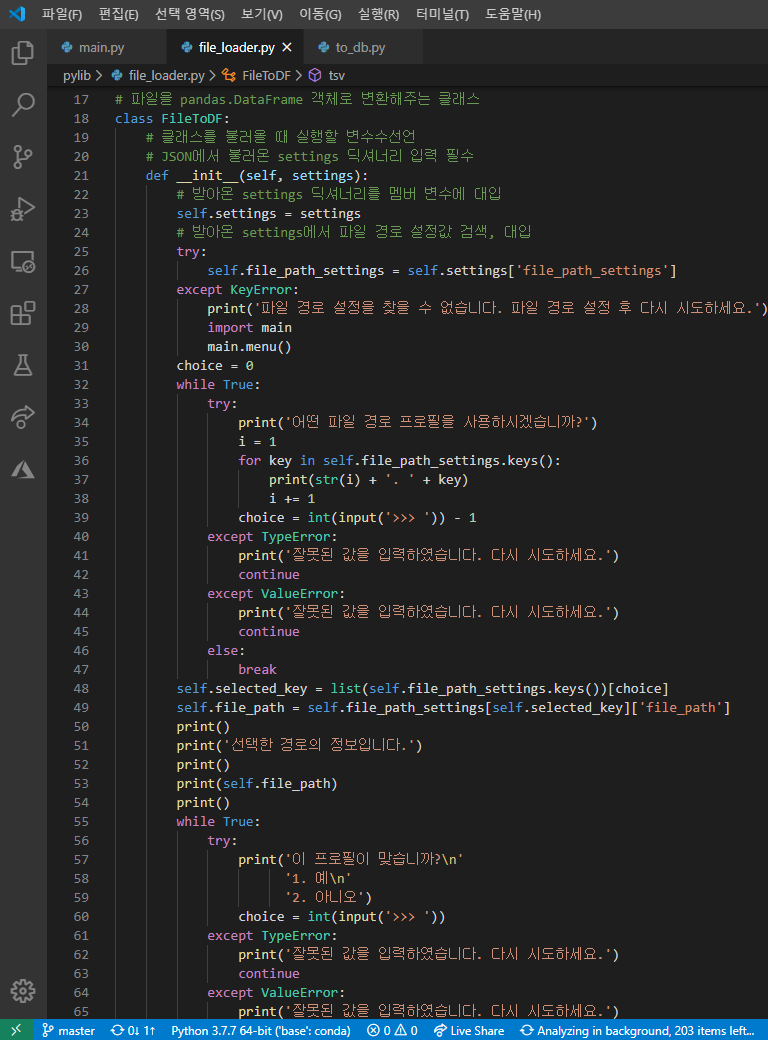 파일(F) 편집(E) 선택 영역(S) 보기(V) 이동(G) 실행(R) 터미널(T) 도움말(H)
main.py file_loader.py to_db.py
pylib > file_loader.py > FileToDF > tsv
17 # 파일을 pandas.DataFrame 객체로 변환해주는 클래스
18 class FileToDF:
19 # 클래스를 불러올 때 실행할 변수수선언
20 # JSON에서 불러온 settings 딕셔너리 입력 필수
21 def __init__(self, settings):
22 # 받아온 settings 딕셔너리를 멤버 변수에 대입
23 self.settings = settings
24 # 받아온 settings에서 파일 경로 설정값 검색, 대입
25 try:
26 self.file_path_settings = self.settings['file_path_settings']
27 except KeyError:
28 print('파일 경로 설정을 찾을 수 없습니다. 파일 경로 설정 후 다시 시도하세요.')
29 import main
30 main.menu()
31 choice = 0
32 while True:
33 try:
34 print('어떤 파일 경로 프로필을 사용하시겠습니까?')
35 i = 1
36 for key in self.file_path_settings.keys():
37 print(str(i) + '. ' + key)
38 i += 1
39 choice = int(input('>>> ')) - 1
40 except TypeError:
41 print('잘못된 값을 입력하였습니다. 다시 시도하세요.')
42 continue
43 except ValueError:
44 print('잘못된 값을 입력하였습니다. 다시 시도하세요.')
45 continue
46 else:
47 break
48 self.selected_key = list(self.file_path_settings.keys())[choice]
49 self.file_path = self.file_path_settings[self.selected_key]['file_path']
50 print()
51 print('선택한 경로의 정보입니다.')
52 print()
53 print(self.file_path)
54 print()
55 while True:
56 try:
57 print('이 프로필이 맞습니까?\n'
58 '1. 예\n'
59 '2. 아니오')
60 choice = int(input('>>> '))
61 except TypeError:
62 print('잘못된 값을 입력하였습니다. 다시 시도하세요.')
63 continue
64 except ValueError:
65 print('잘못된 값을 입력하였습니다. 다시 시도하세요.')
master 0↓ 1↑ Python 3.7.7 64-bit ('base': conda) 0 0 Live Share Analyzing in background, 203 items left...